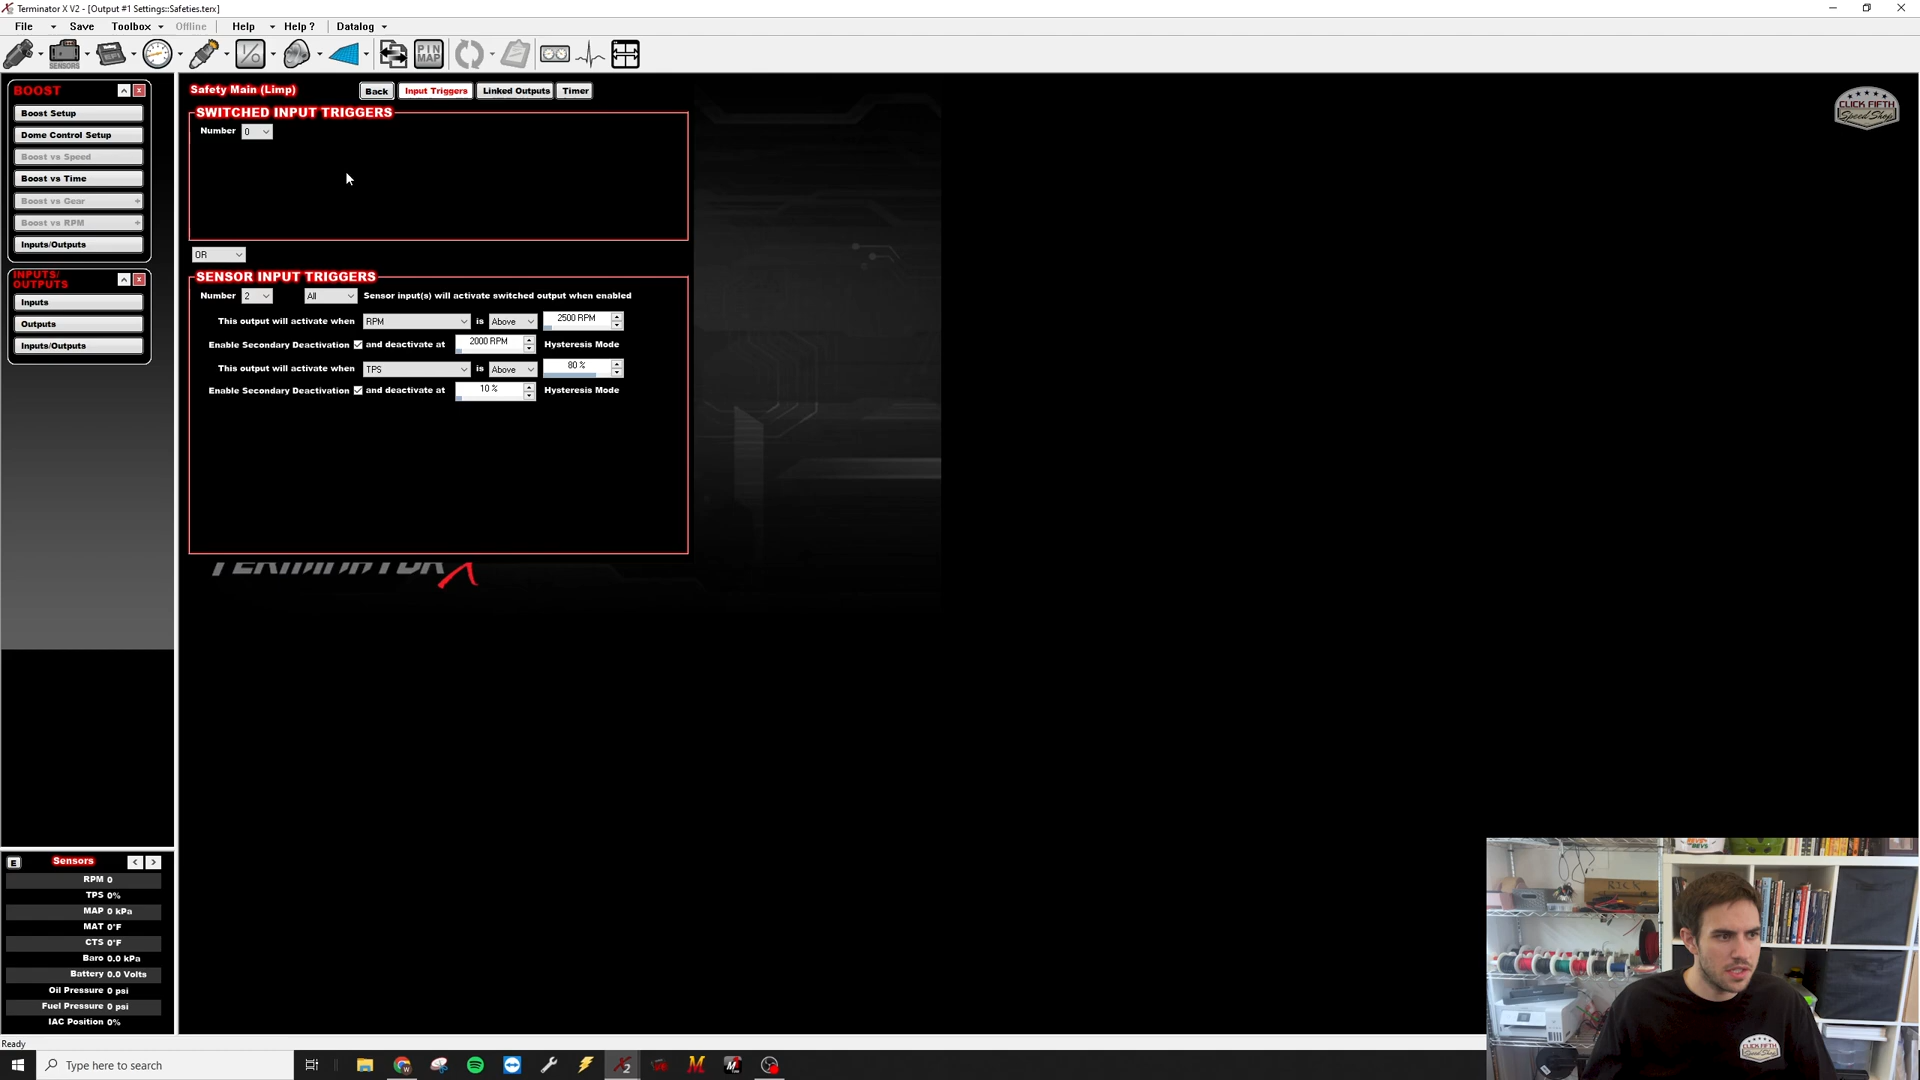 Terminator X V2 - [Output #1 Settings::Safeties.terx]
File Save Toolbox Offline Help Help ? Datalog
SENSORS I/O PIN MAP
BOOST
Boost Setup
Dome Control Setup
Boost vs Speed
Boost vs Time
Boost vs Gear +
Boost vs RPM +
Inputs/Outputs
INPUTS/
OUTPUTS
Inputs
Outputs
Inputs/Outputs
Safety Main (Limp) Back Input Triggers Linked Outputs Timer
SWITCHED INPUT TRIGGERS
Number 0
OR
SENSOR INPUT TRIGGERS
Number 2 All Sensor input(s) will activate switched output when enabled
This output will activate when RPM is Above 2500 RPM
Enable Secondary Deactivation and deactivate at 2000 RPM Hysteresis Mode
This output will activate when TPS is Above 80 %
Enable Secondary Deactivation and deactivate at 10 % Hysteresis Mode
TERMINATOR X
CLICK FIFTH
Speed Shop
E Sensors < >
RPM 0
TPS 0%
MAP 0 kPa
MAT 0°F
CTS 0°F
Baro 0.0 kPa
Battery 0.0 Volts
Oil Pressure 0 psi
Fuel Pressure 0 psi
IAC Position 0%
Ready
Type here to search
CLICK FIFTH